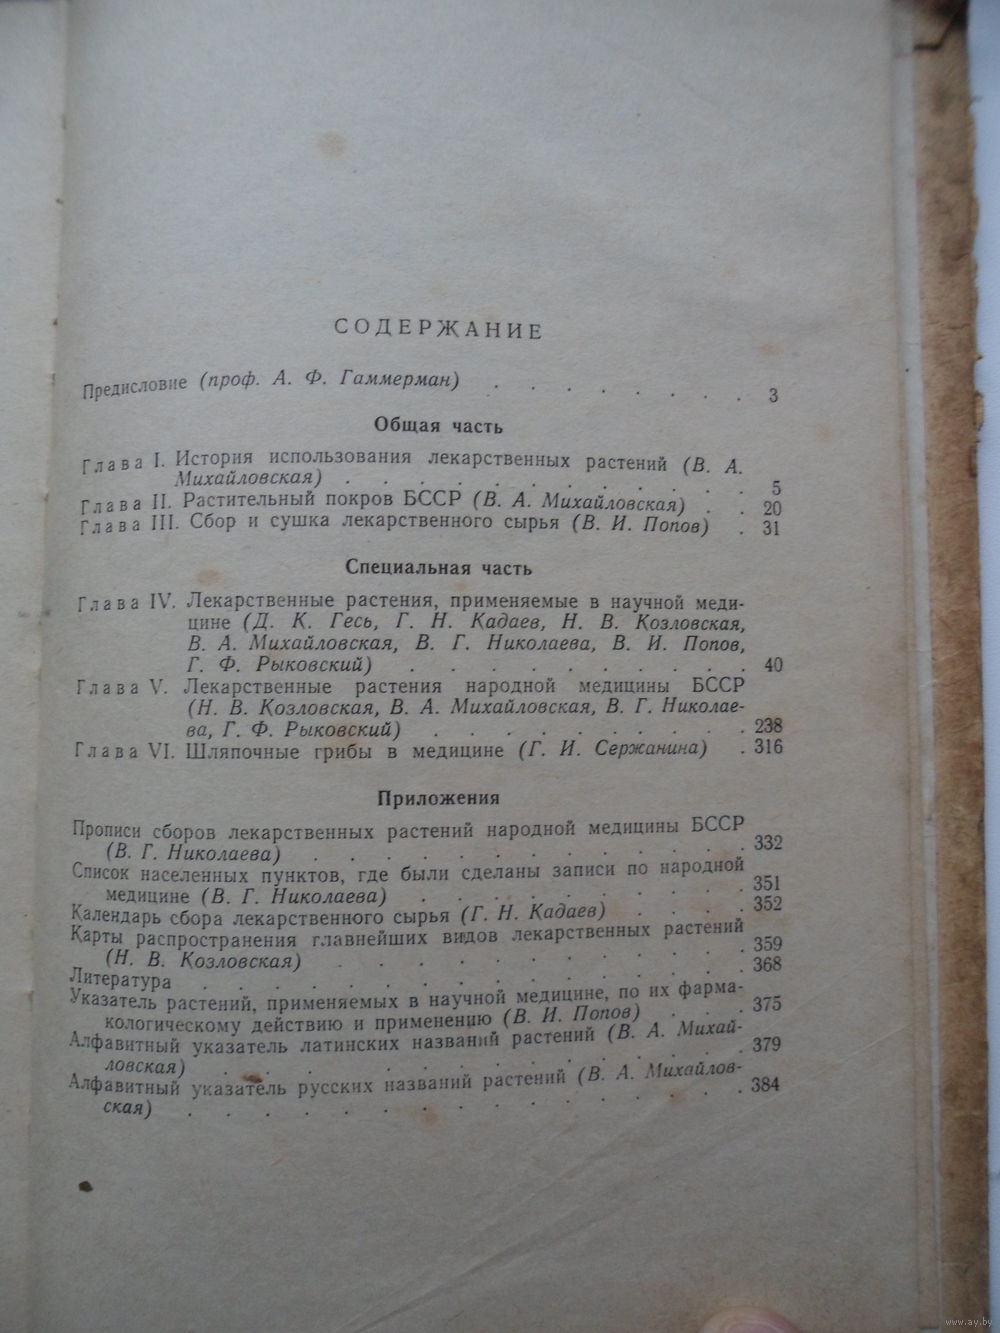 СОДЕРЖАНИЕ
Предисловие (проф. А. Ф. Гаммерман) . . . . . . . 3
Общая часть
Глава I. История использования лекарственных растений (В. А.
Михайловская) . . . . . . . . . . . 5
Глава II. Растительный покров БССР (В. А. Михайловская) . . 20
Глава III. Сбор и сушка лекарственного сырья (В. И. Попов) . 31
Специальная часть
Глава IV. Лекарственные растения, применяемые в научной меди-
цине (Д. К. Гесь, Г. Н. Кадаев, Н. В. Козловская,
В. А. Михайловская, В. Г. Николаева, В. И. Попов,
Г. Ф. Рыковский) . . . . . . . . . . 40
Глава V. Лекарственные растения народной медицины БССР
(Н. В. Козловская, В. А. Михайловская, В. Г. Николае-
ва, Г. Ф. Рыковский) . . . . . . . . . 238
Глава VI. Шляпочные грибы в медицине (Г. И. Сержанина) . 316
Приложения
Прописи сборов лекарственных растений народной медицины БССР
(В. Г. Николаева) . . . . . . . . . . . . 332
Список населенных пунктов, где были сделаны записи по народной
медицине (В. Г. Николаева) . . . . . . . . . 351
Календарь сбора лекарственного сырья (Г. Н. Кадаев) . . . . 352
Карты распространения главнейших видов лекарственных растений
(Н. В. Козловская) . . . . . . . . . . . 359
Литература . . . . . . . . . . . . . . . 368
Указатель растений, применяемых в научной медицине, по их фарма-
кологическому действию и применению (В. И. Попов) . . . 375
Алфавитный указатель латинских названий растений (В. А. Михай-
ловская) . . . . . . . . . . . . . . 379
Алфавитный указатель русских названий растений (В. А. Михайлов-
ская) . . . . . . . . . . . . . . . 384
www.ay.by